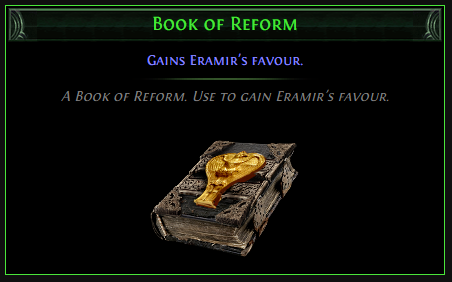 Book of Reform
Gains Eramir's favour.
A Book of Reform. Use to gain Eramir's favour.